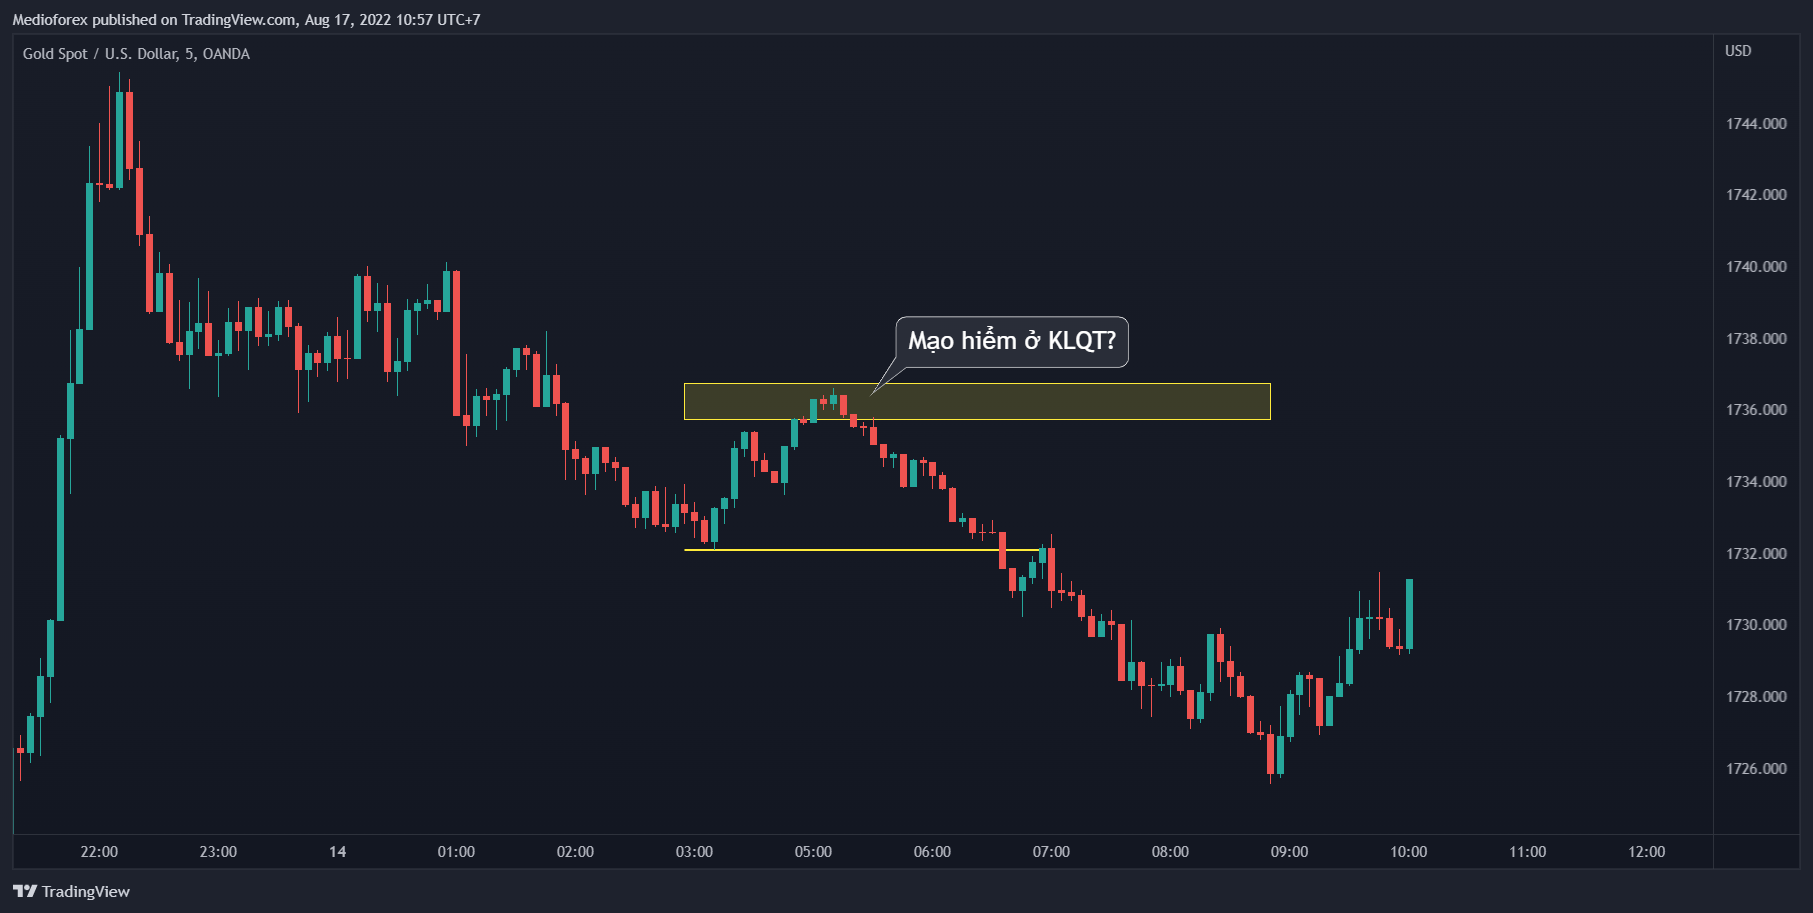 Medioforex published on TradingView.com, Aug 17, 2022 10:57 UTC+7
Gold Spot / U.S. Dollar, 5, OANDA
USD
1744.000
1742.000
1740.000
1738.000
Mạo hiểm ở KLQT?
1736.000
1734.000
1732.000
1730.000
1728.000
1726.000
22:00 23:00 14 01:00 02:00 03:00 05:00 06:00 07:00 08:00 09:00 10:00 11:00 12:00
TradingView